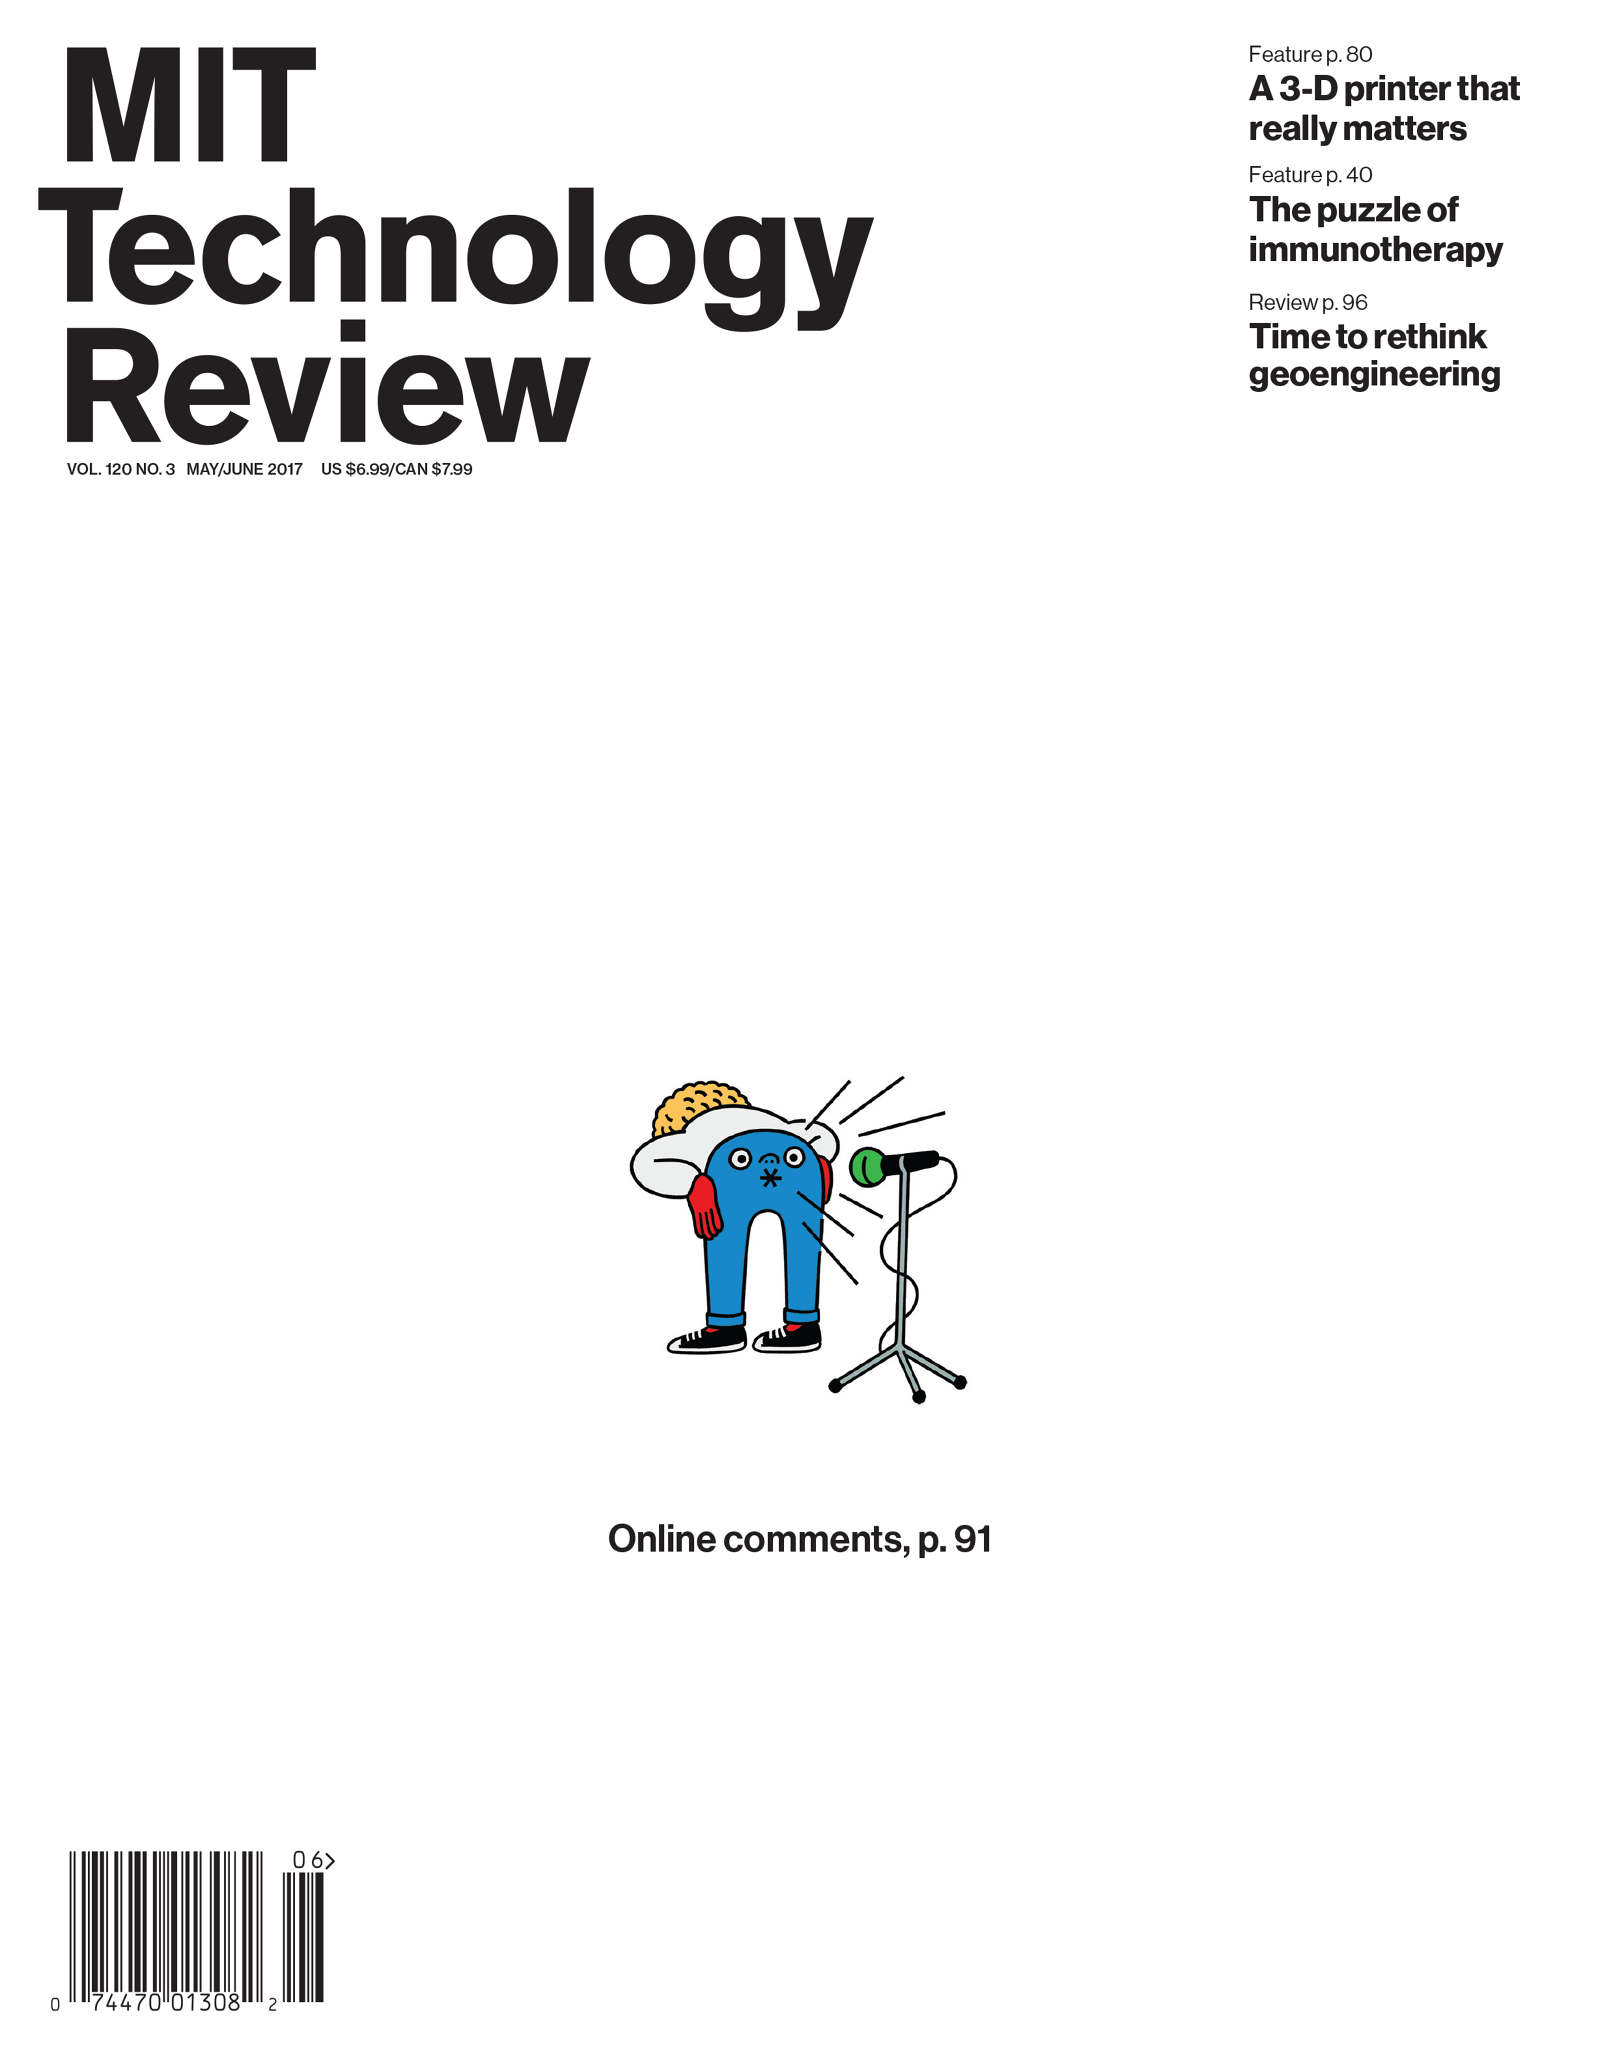 MIT
Technology
Review
VOL. 120 NO. 3 MAY/JUNE 2017 US $6.99/CAN $7.99
Feature p. 80
A 3-D printer that
really matters
Feature p. 40
The puzzle of
immunotherapy
Review p. 96
Time to rethink
geoengineering
Online comments, p. 91
06>
0 74470 01308 2